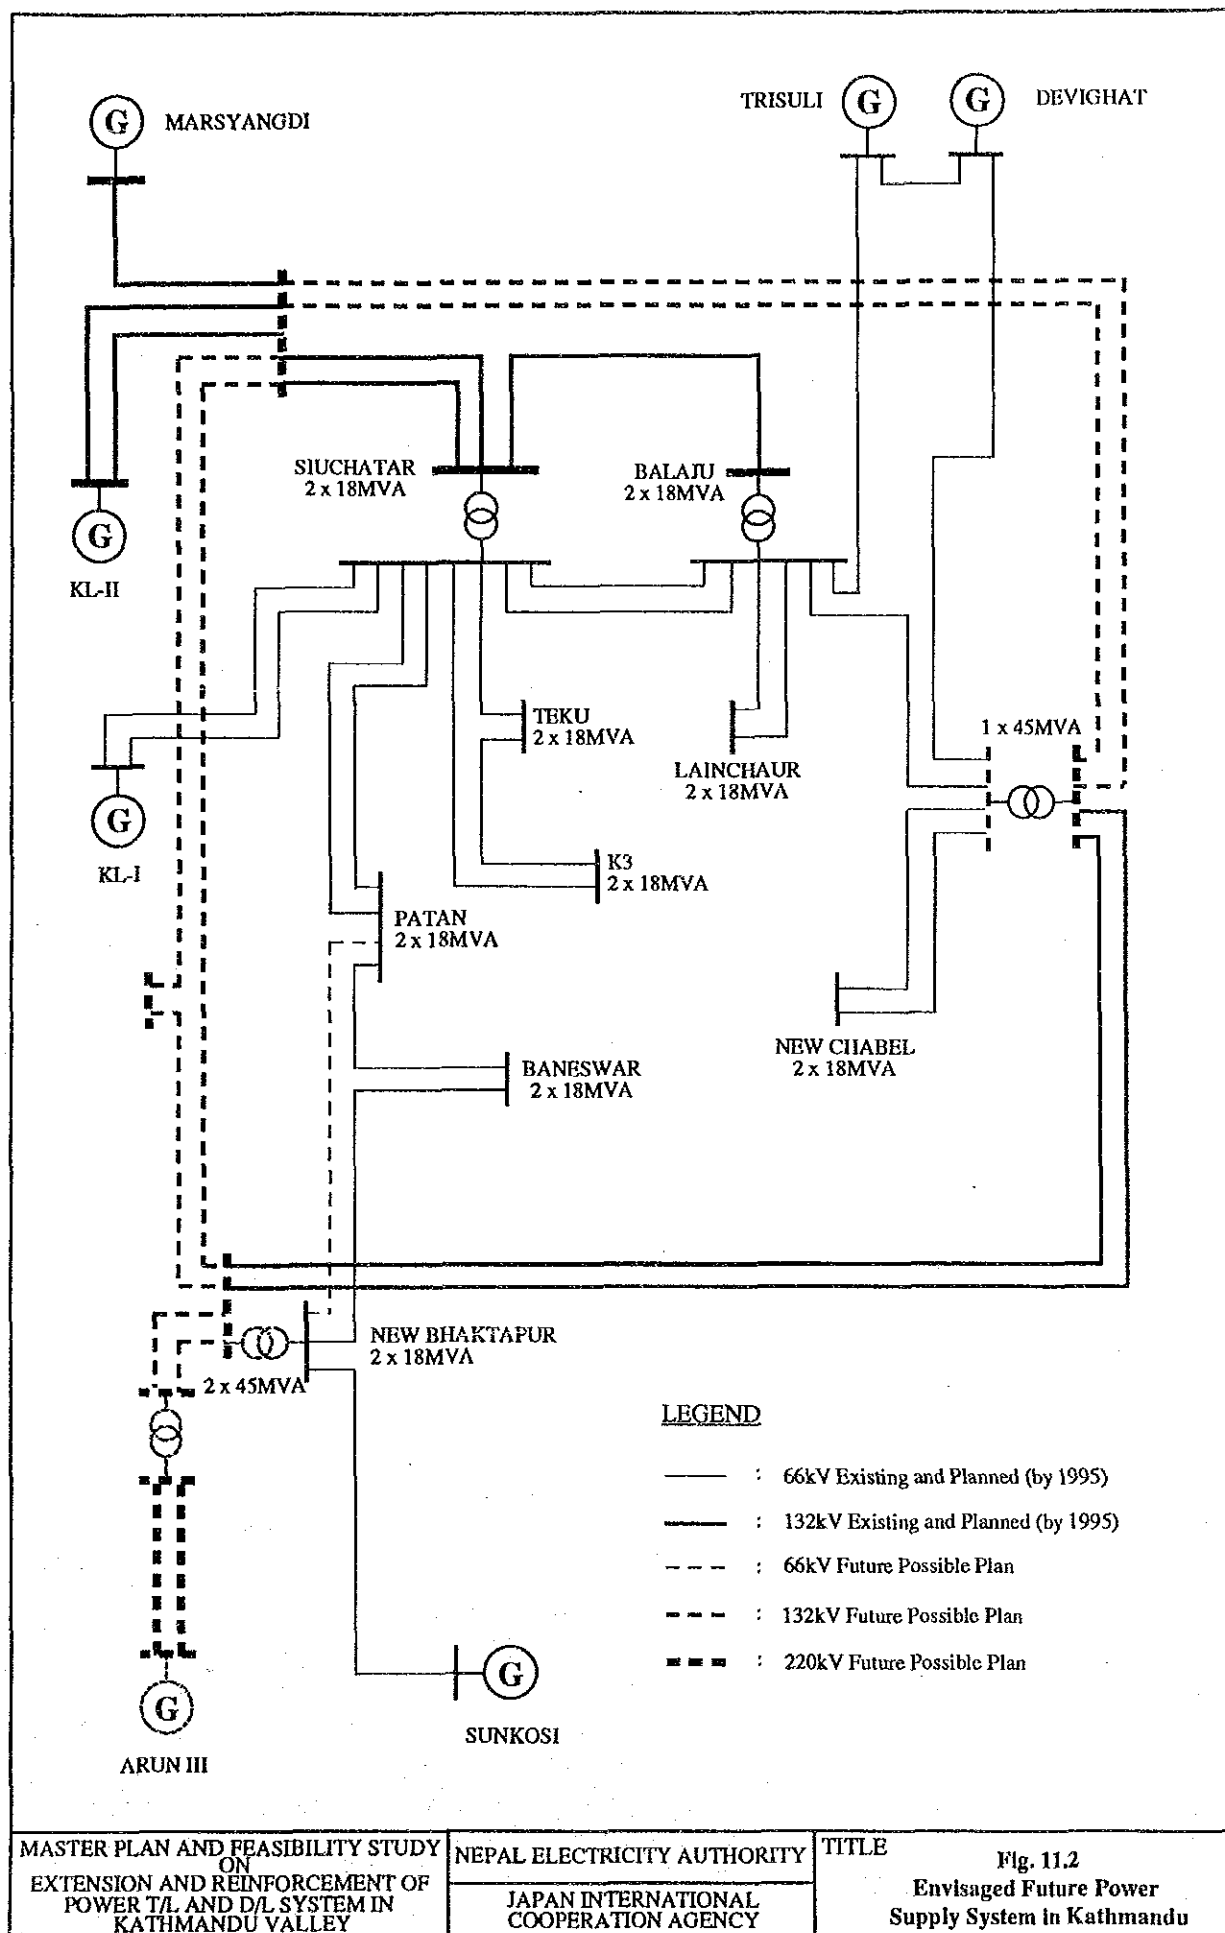 G
MARSYANGDI
TRISULI
G
G
DEVIGHAT
SIUCHATAR
2 x 18MVA
BALAJU
2 x 18MVA
G
KL-II
TEKU
2 x 18MVA
LAINCHAUR
2 x 18MVA
1 x 45MVA
G
KL-I
K3
2 x 18MVA
PATAN
2 x 18MVA
NEW CHABEL
2 x 18MVA
BANESWAR
2 x 18MVA
NEW BHAKTAPUR
2 x 18MVA
2 x 45MVA
LEGEND
: 66kV Existing and Planned (by 1995)
: 132kV Existing and Planned (by 1995)
: 66kV Future Possible Plan
: 132kV Future Possible Plan
: 220kV Future Possible Plan
G
SUNKOSI
G
ARUN III
MASTER PLAN AND FEASIBILITY STUDY
ON
EXTENSION AND REINFORCEMENT OF
POWER T/L AND D/L SYSTEM IN
KATHMANDU VALLEY
NEPAL ELECTRICITY AUTHORITY
JAPAN INTERNATIONAL
COOPERATION AGENCY
TITLE
Fig. 11.2
Envisaged Future Power
Supply System in Kathmandu